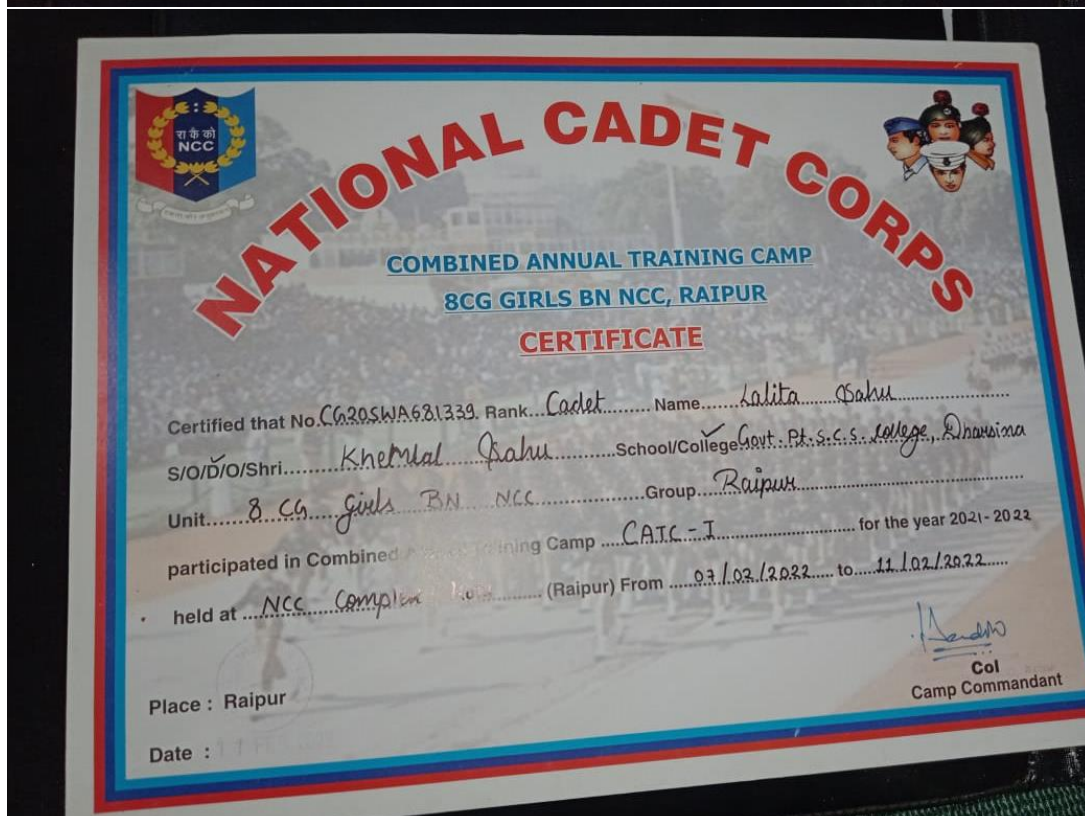 रा कै को
NCC
NATIONAL CADET CORPS
COMBINED ANNUAL TRAINING CAMP
8CG GIRLS BN NCC, RAIPUR
CERTIFICATE
Certified that No. CG20SWA681339. Rank...Cadet......... Name.......Lalita Sahu
S/O/D/O/Shri.........Khemlal Sahu............School/College Govt. Pt. S.C.S. College, Dharsina
Unit........8 CG Girls BN NCC................Group...Raipur
participated in Combined Training Camp ....CATC-I.................... for the year 2021-2022
held at ...NCC Complex .......... (Raipur) From ....07/02/2022..... to....11/02/2022......
Col
Camp Commandant
Place : Raipur
Date : 11 FEB